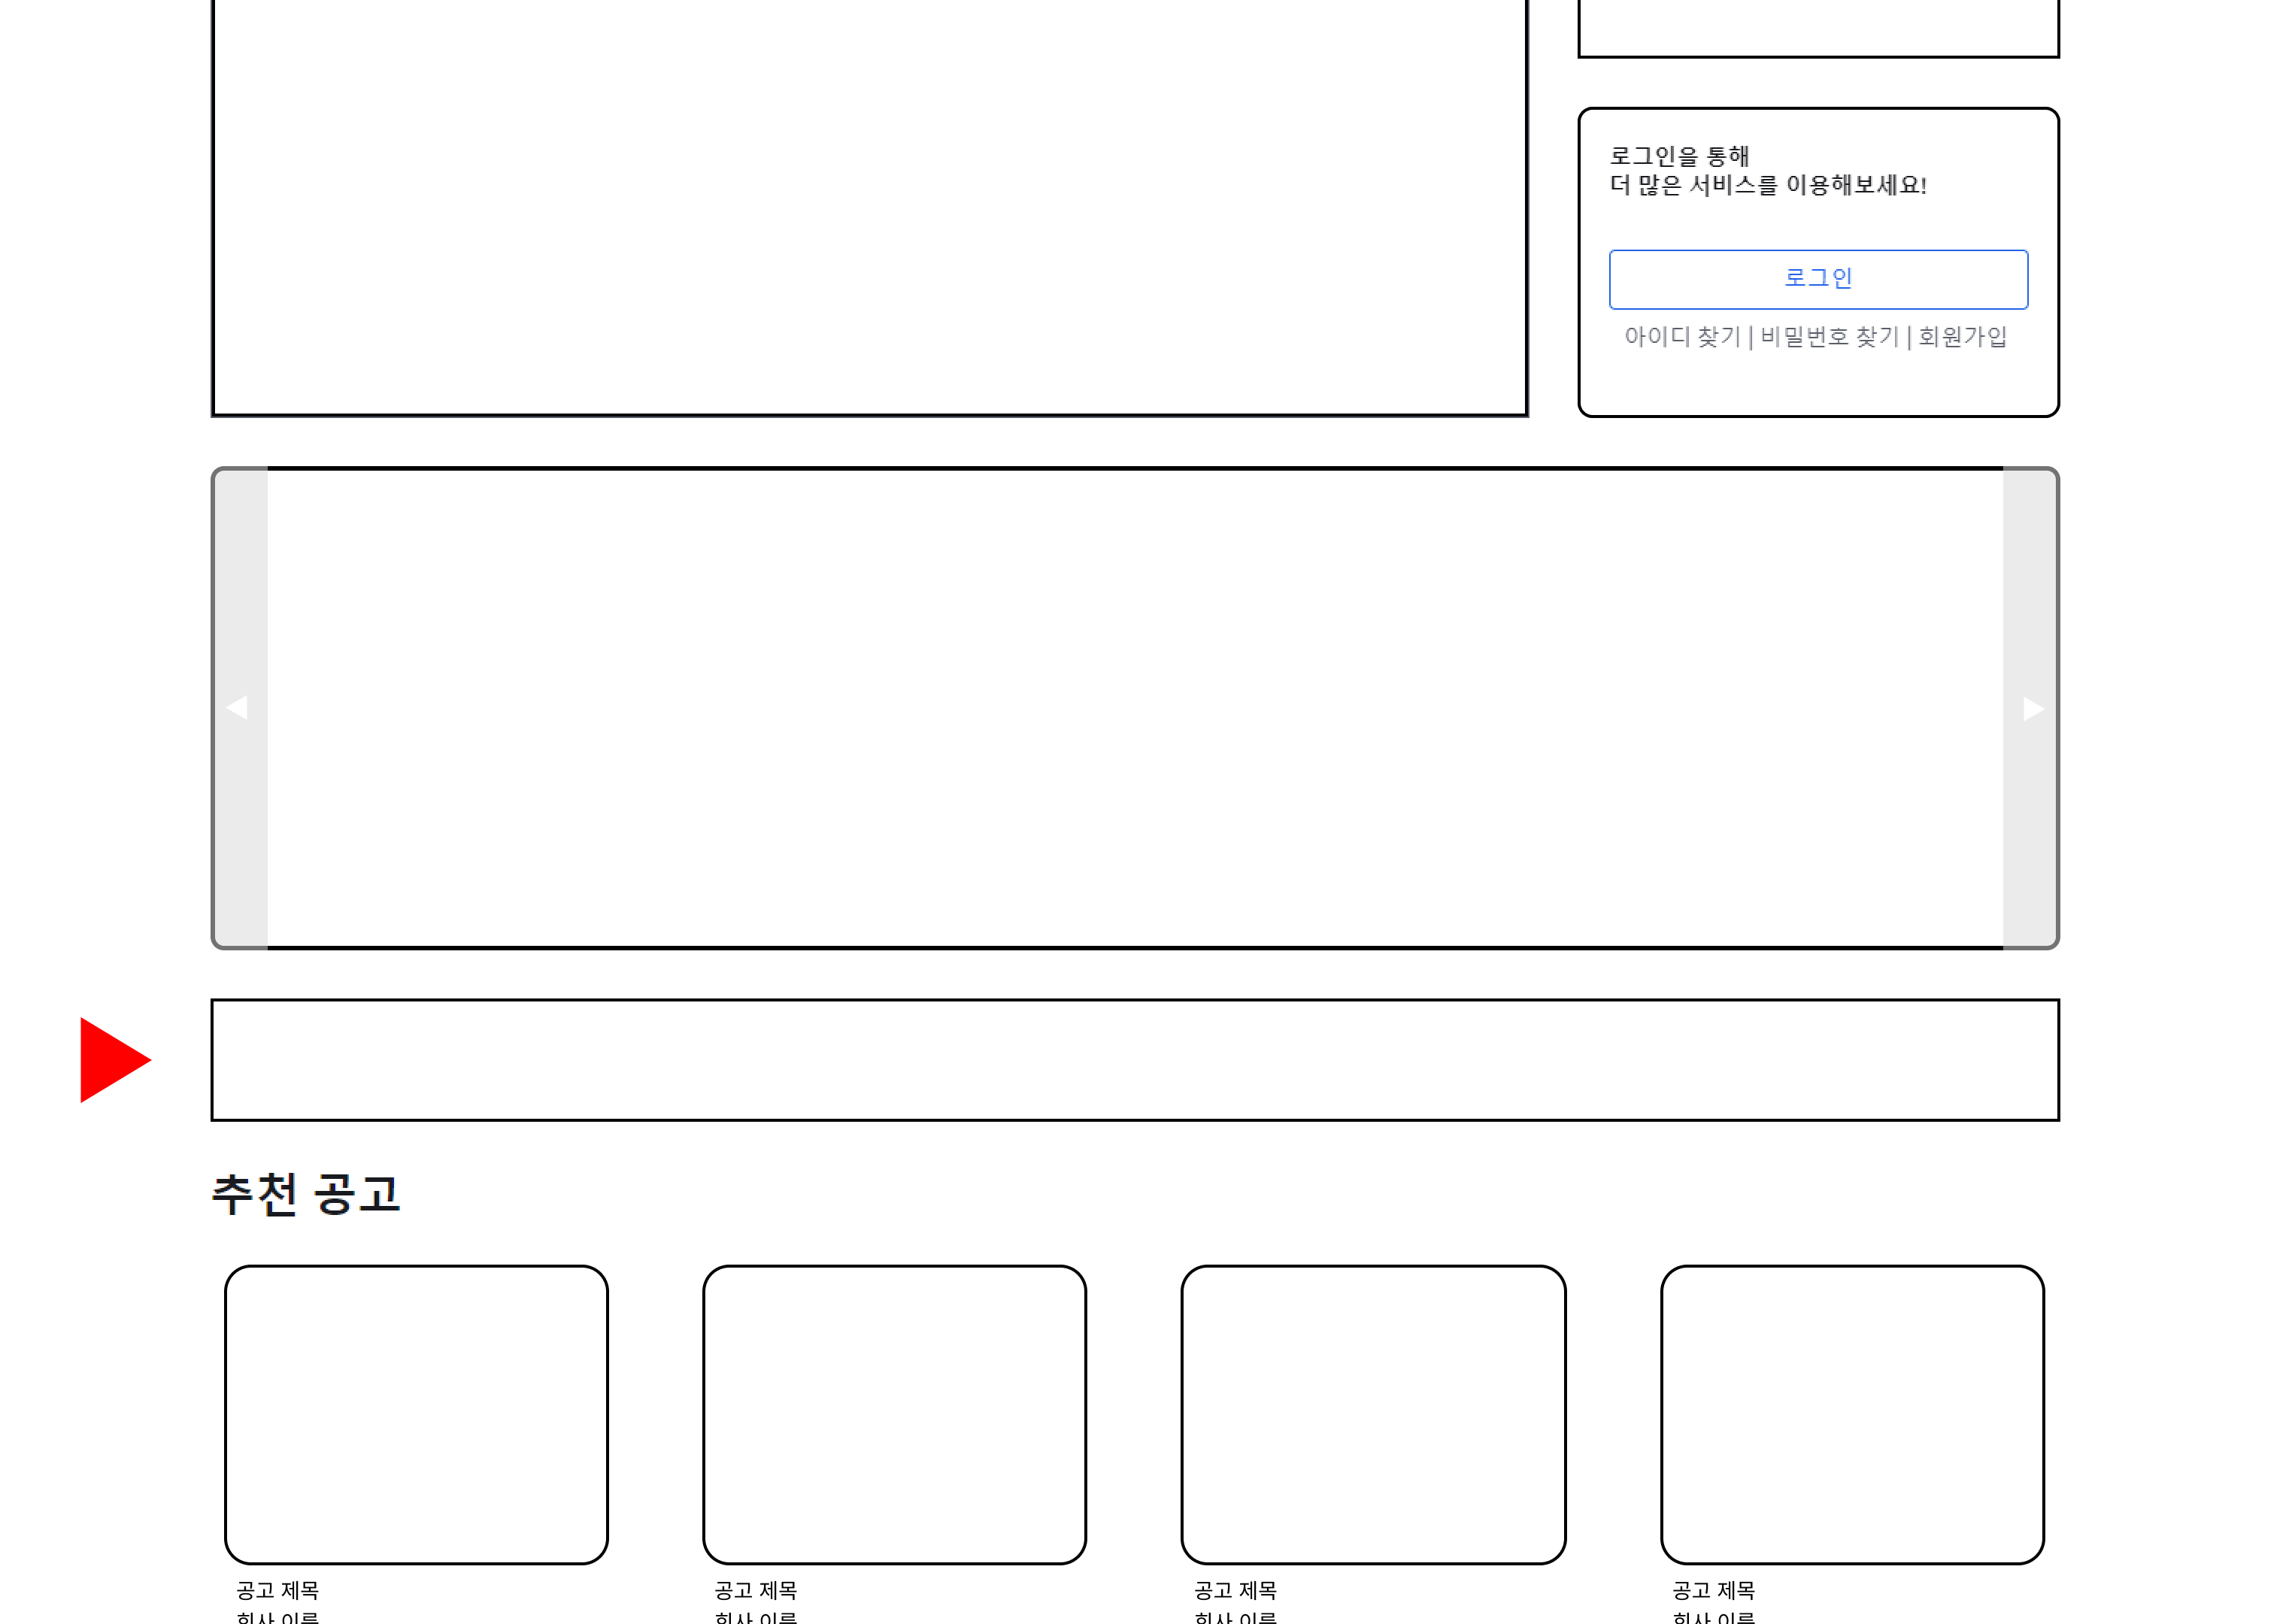 로그인을 통해
더 많은 서비스를 이용해보세요!
로그인
아이디 찾기 | 비밀번호 찾기 | 회원가입
추천 공고
공고 제목 공고 제목 공고 제목 공고 제목
회사 이름 회사 이름 회사 이름 회사 이름